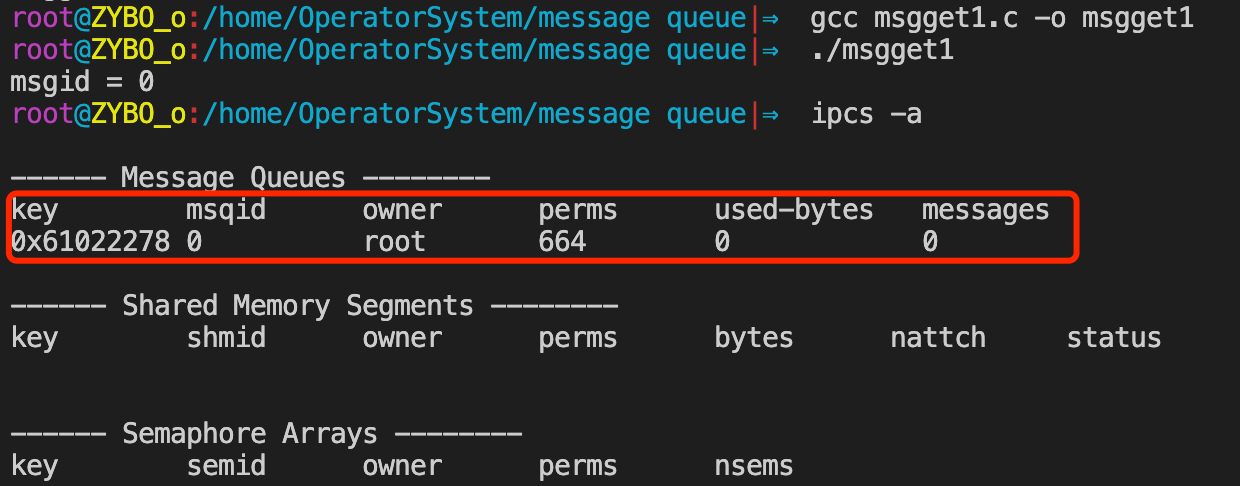 root@ZYBO_o:/home/OperatorSystem/message queue|⇒  gcc msgget1.c -o msgget1
root@ZYBO_o:/home/OperatorSystem/message queue|⇒  ./msgget1
msgid = 0
root@ZYBO_o:/home/OperatorSystem/message queue|⇒  ipcs -a
------ Message Queues --------
key        msqid      owner      perms      used-bytes   messages
0x61022278 0          root       664        0            0
------ Shared Memory Segments --------
key        shmid      owner      perms      bytes      nattch     status
------ Semaphore Arrays --------
key        semid      owner      perms      nsems